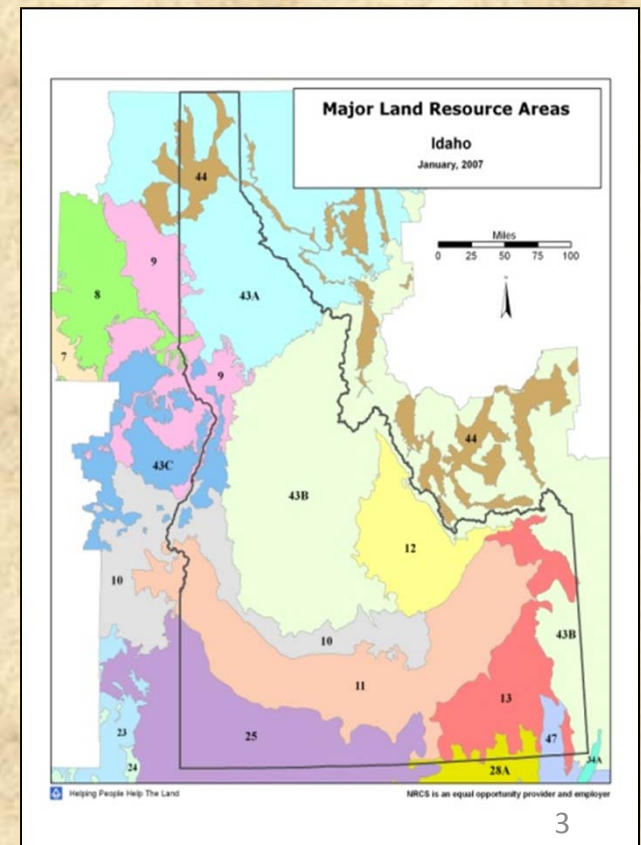 Major Land Resource Areas
Idaho
January, 2007
Miles
0 25 50 75 100
44
9
8
43A
7
9
44
43C
43B
12
10
43B
10
11
13
25
47
23
34A
24
28A
Helping People Help The Land
NRCS is an equal opportunity provider and employer
3